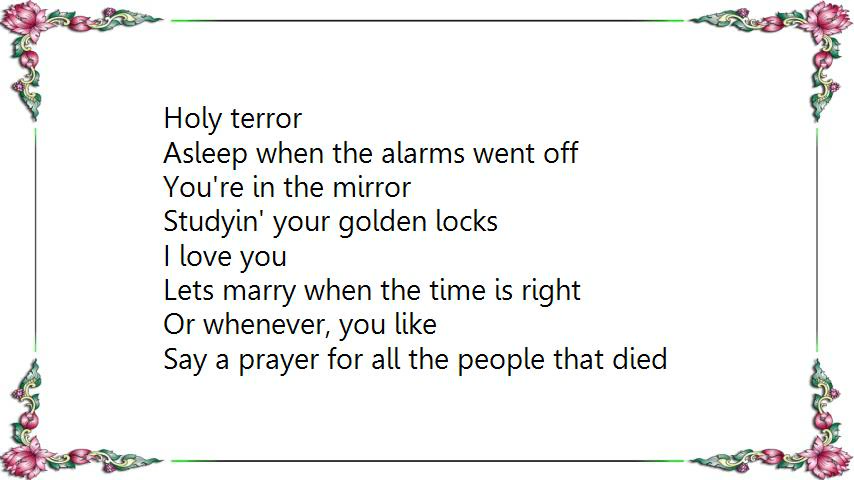 Holy terror
Asleep when the alarms went off
You're in the mirror
Studyin' your golden locks
I love you
Lets marry when the time is right
Or whenever, you like
Say a prayer for all the people that died